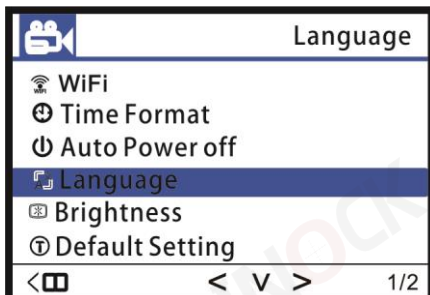 Language
WiFi
Time Format
Auto Power off
Language
Brightness
Default Setting
< V > 1/2